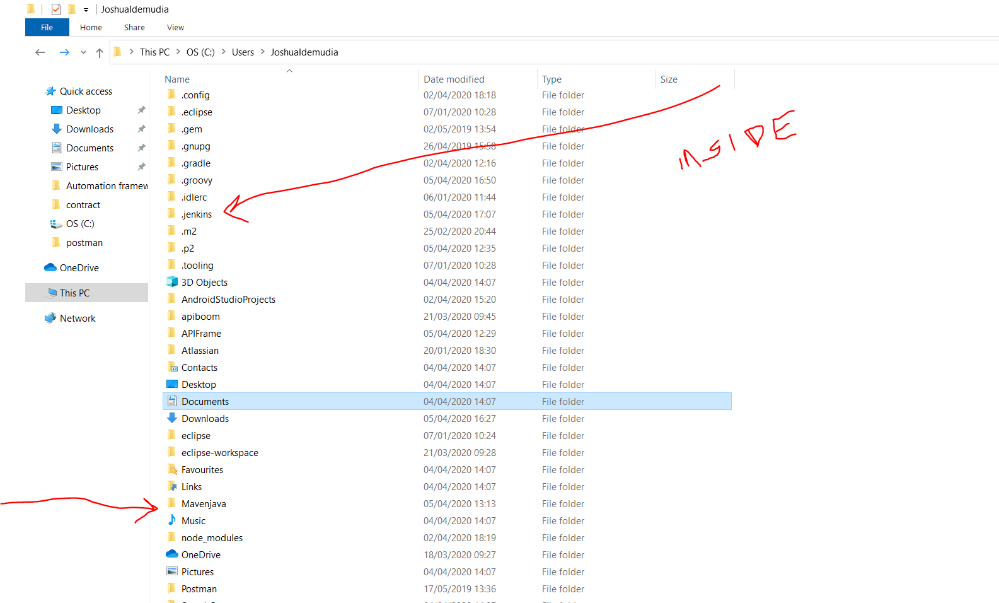 JoshuaIdemudia
File Home Share View
This PC > OS (C:) > Users > JoshuaIdemudia
Name Date modified Type Size
Quick access
Desktop
Downloads
Documents
Pictures
Automation framew
contract
OS (C:)
postman
OneDrive
This PC
Network
.config 02/04/2020 18:18 File folder
.eclipse 07/01/2020 10:28 File folder
.gem 02/05/2019 13:54 File folder
.gnupg 26/04/2019 15:58 File folder
.gradle 02/04/2020 12:16 File folder
.groovy 05/04/2020 16:50 File folder
.idlerc 06/01/2020 11:44 File folder
.jenkins 05/04/2020 17:07 File folder
.m2 25/02/2020 20:44 File folder
.p2 05/04/2020 12:35 File folder
.tooling 07/01/2020 10:28 File folder
3D Objects 04/04/2020 14:07 File folder
AndroidStudioProjects 02/04/2020 15:20 File folder
apiboom 21/03/2020 09:45 File folder
APIFrame 05/04/2020 12:29 File folder
Atlassian 20/01/2020 18:30 File folder
Contacts 04/04/2020 14:07 File folder
Desktop 04/04/2020 14:07 File folder
Documents 04/04/2020 14:07 File folder
Downloads 05/04/2020 16:27 File folder
eclipse 07/01/2020 10:24 File folder
eclipse-workspace 21/03/2020 09:28 File folder
Favourites 04/04/2020 14:07 File folder
Links 04/04/2020 14:07 File folder
Mavenjava 05/04/2020 13:13 File folder
Music 04/04/2020 14:07 File folder
node_modules 02/04/2020 18:19 File folder
OneDrive 18/03/2020 09:27 File folder
Pictures 04/04/2020 14:07 File folder
Postman 17/05/2019 13:36 File folder
INSIDE